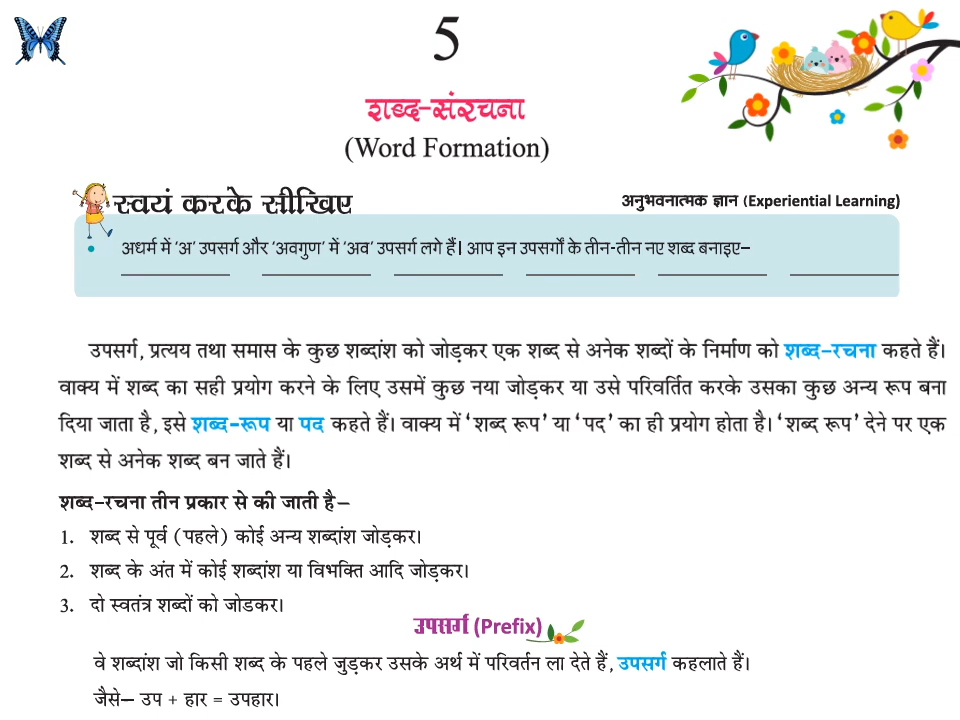 5
शब्द-संरचना
(Word Formation)
स्वयं करके सीखिए
अनुभवनात्मक ज्ञान (Experiential Learning)
• अधर्म में ‘अ’ उपसर्ग और ‘अवगुण’ में ‘अव’ उपसर्ग लगे हैं। आप इन उपसर्गों के तीन-तीन नए शब्द बनाइए–
उपसर्ग, प्रत्यय तथा समास के कुछ शब्दांश को जोड़कर एक शब्द से अनेक शब्दों के निर्माण को शब्द-रचना कहते हैं।
वाक्य में शब्द का सही प्रयोग करने के लिए उसमें कुछ नया जोड़कर या उसे परिवर्तित करके उसका कुछ अन्य रूप बना
दिया जाता है, इसे शब्द-रूप या पद कहते हैं। वाक्य में ‘शब्द रूप’ या ‘पद’ का ही प्रयोग होता है। ‘शब्द रूप’ देने पर एक
शब्द से अनेक शब्द बन जाते हैं।
शब्द-रचना तीन प्रकार से की जाती है–
1. शब्द से पूर्व (पहले) कोई अन्य शब्दांश जोड़कर।
2. शब्द के अंत में कोई शब्दांश या विभक्ति आदि जोड़कर।
3. दो स्वतंत्र शब्दों को जोडकर।
उपसर्ग (Prefix)
वे शब्दांश जो किसी शब्द के पहले जुड़कर उसके अर्थ में परिवर्तन ला देते हैं, उपसर्ग कहलाते हैं।
जैसे– उप + हार = उपहार।